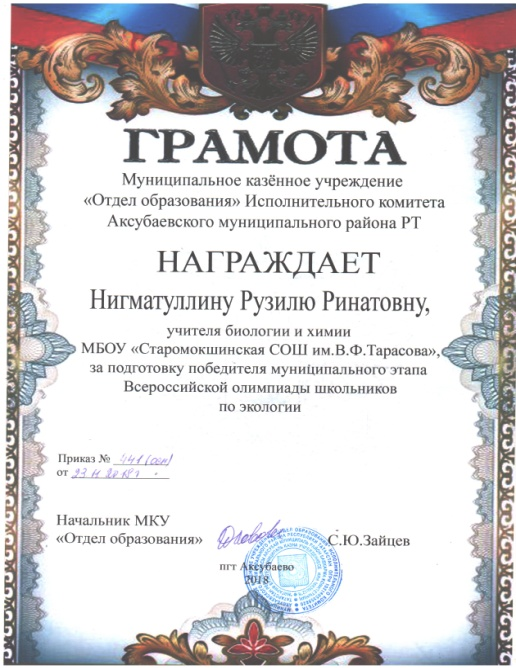 ГРАМОТА
Муниципальное казённое учреждение
«Отдел образования» Исполнительного комитета
Аксубаевского муниципального района РТ
НАГРАЖДАЕТ
Нигматуллину Рузилю Ринатовну,
учителя биологии и химии
МБОУ «Старомокшинская СОШ им.В.Ф.Тарасова»,
за подготовку победителя муниципального этапа
Всероссийской олимпиады школьников
по экологии
Приказ № 441
от 23 11 2018г
Начальник МКУ
«Отдел образования» С.Ю.Зайцев
пгт Аксубаево
2018